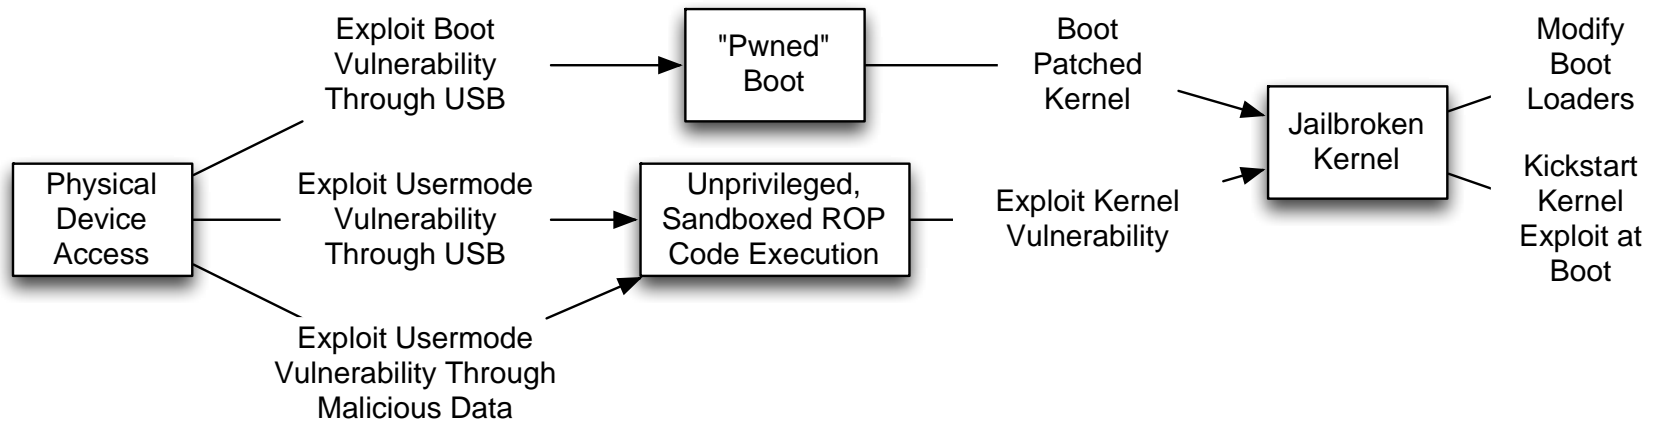 Exploit Boot
Vulnerability
Through USB
"Pwned"
Boot
Boot
Patched
Kernel
Modify
Boot
Loaders
Jailbroken
Kernel
Physical
Device
Access
Exploit Usermode
Vulnerability
Through USB
Unprivileged,
Sandboxed ROP
Code Execution
Exploit Kernel
Vulnerability
Kickstart
Kernel
Exploit at
Boot
Exploit Usermode
Vulnerability Through
Malicious Data